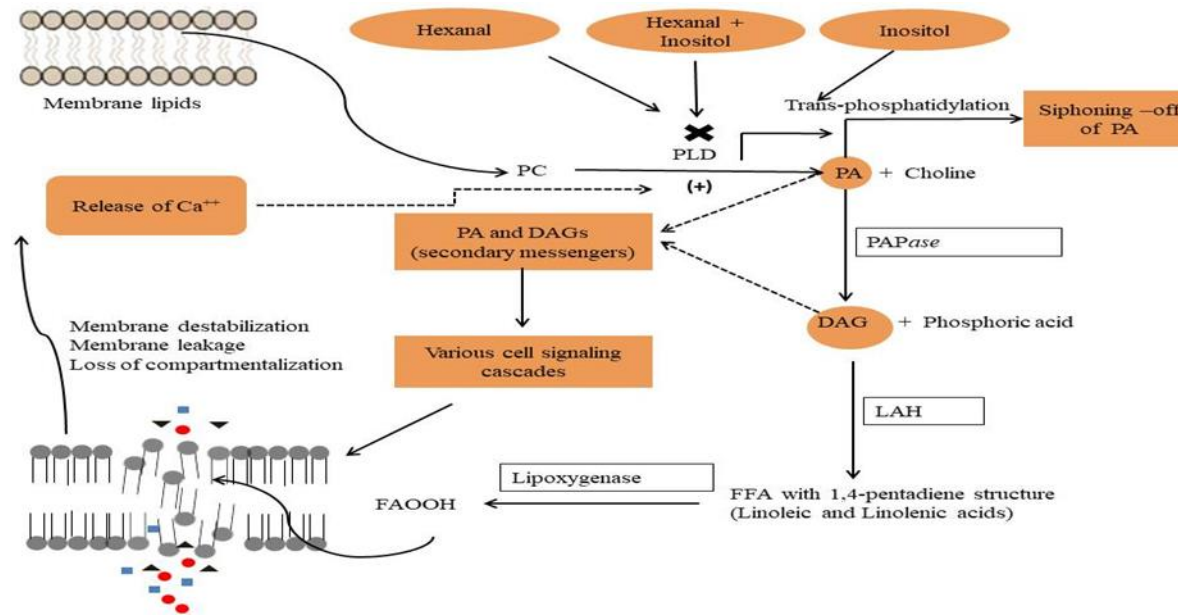 Hexanal
Hexanal +
Inositol
Inositol
Membrane lipids
Trans-phosphatidylation
Siphoning –off
of PA
PLD
PC
(+)
PA + Choline
Release of Ca++
PA and DAGs
(secondary messengers)
PAPase
DAG + Phosphoric acid
Membrane destabilization
Membrane leakage
Loss of compartmentalization
Various cell signaling
cascades
LAH
Lipoxygenase
FAOOH
FFA with 1,4-pentadiene structure
(Linoleic and Linolenic acids)